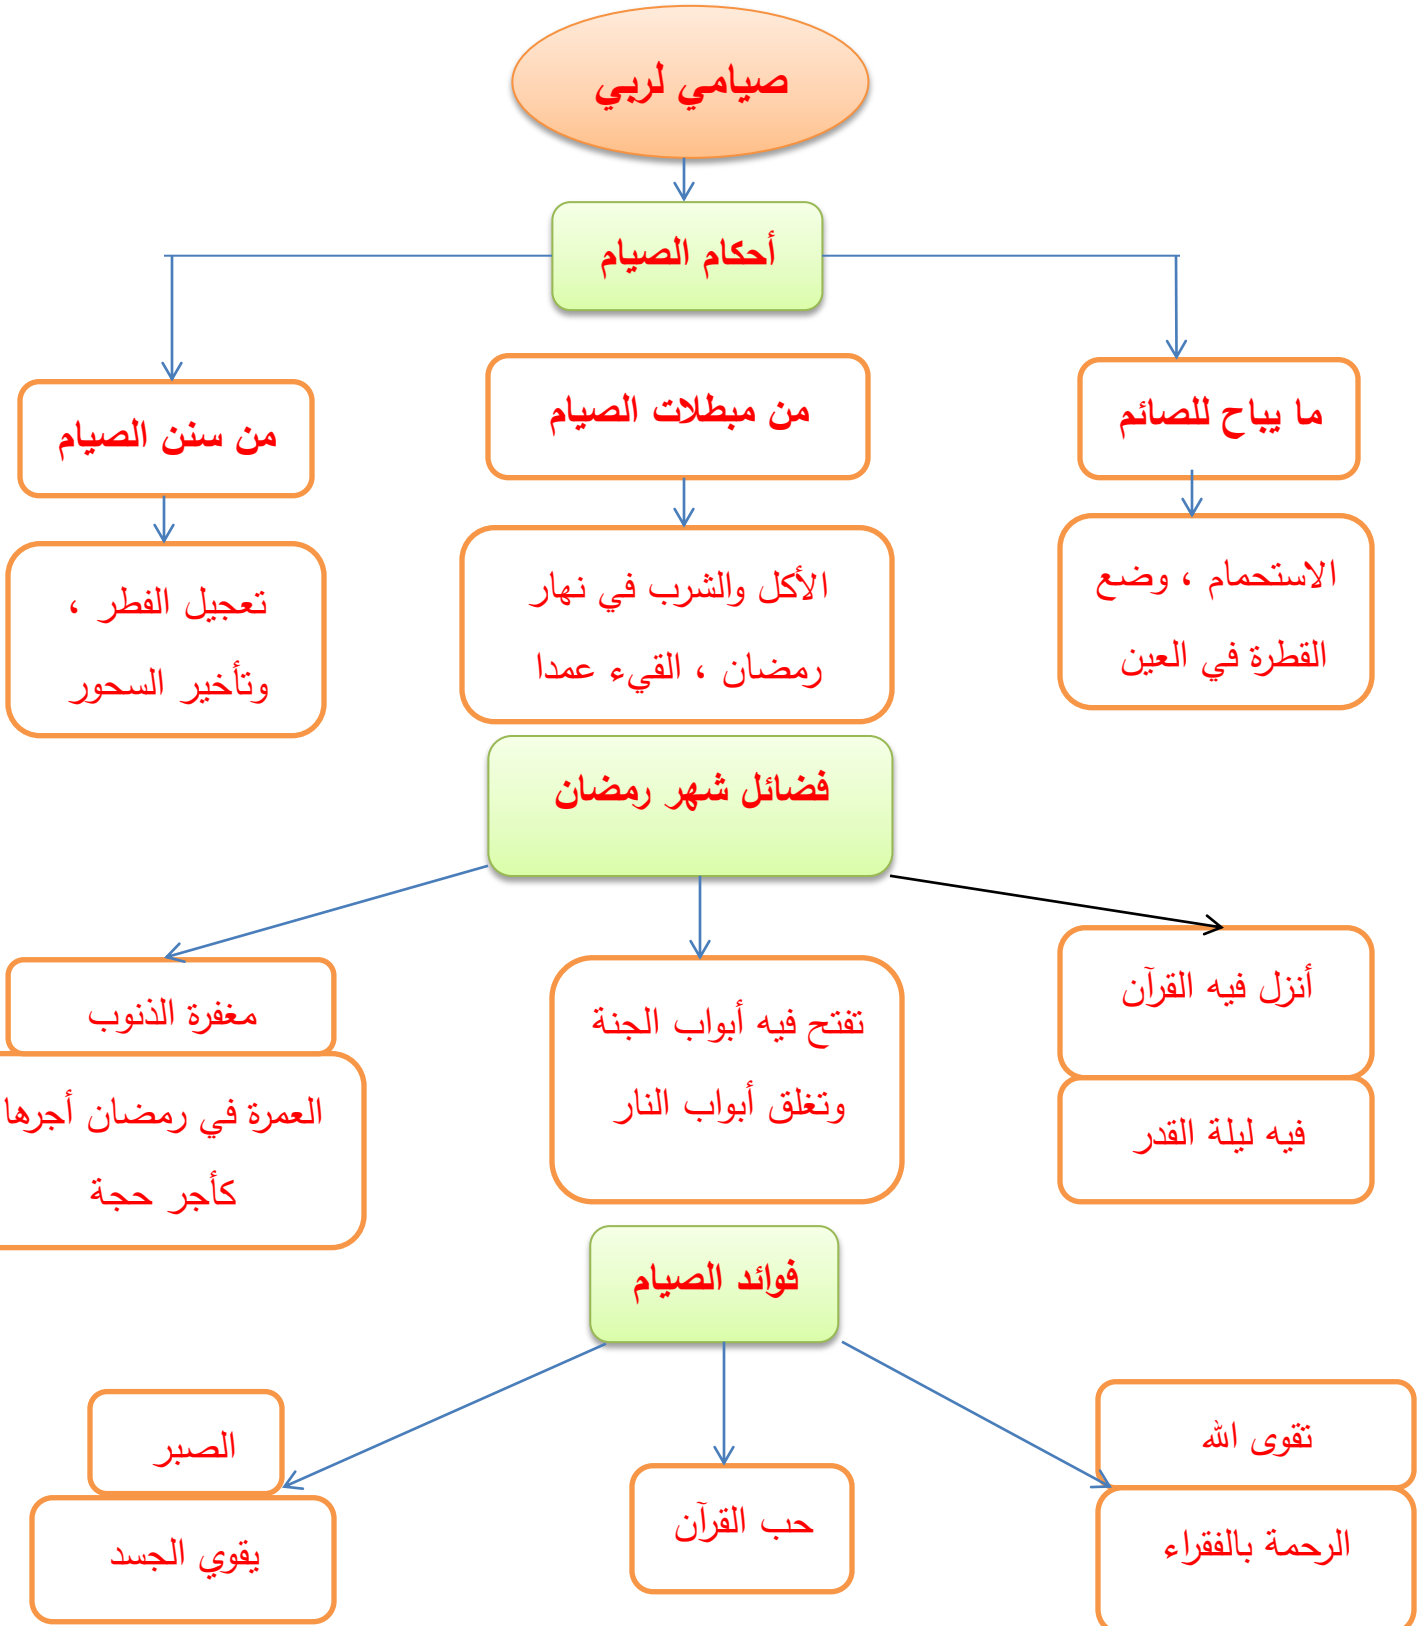 صيامي لربي
أحكام الصيام
ما يباح للصائم
من مبطلات الصيام
من سنن الصيام
الاستحمام ، وضع
القطرة في العين
الأكل والشرب في نهار
رمضان ، القيء عمدا
تعجيل الفطر ،
وتأخير السحور
فضائل شهر رمضان
أنزل فيه القرآن
فيه ليلة القدر
تفتح فيه أبواب الجنة
وتغلق أبواب النار
مغفرة الذنوب
العمرة في رمضان أجرها
كأجر حجة
فوائد الصيام
تقوى الله
الرحمة بالفقراء
حب القرآن
الصبر
يقوي الجسد